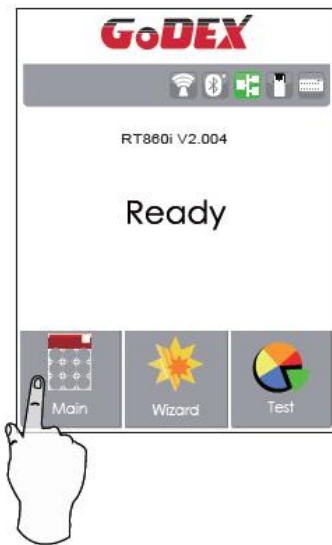 GoDEX
RT860i V2.004
Ready
Main
Wizard
Test